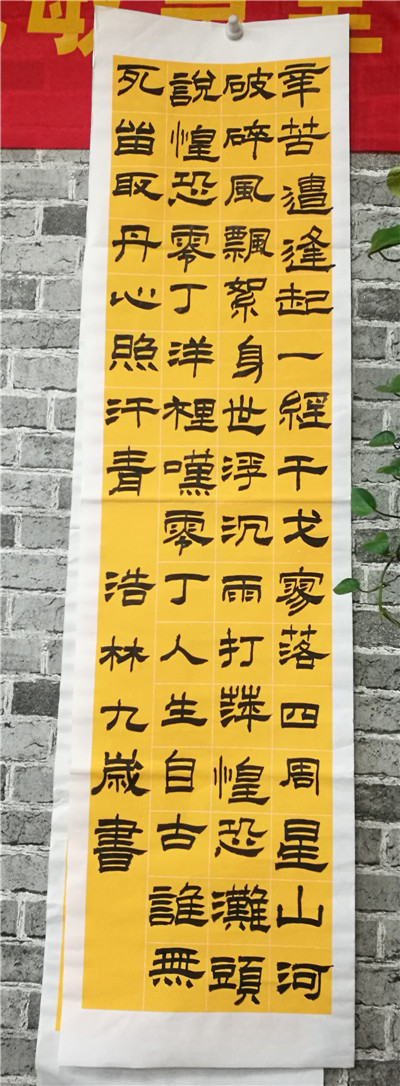 辛苦遭逢起一經干戈寥落四周星山河
破碎風飄絮身世浮沉雨打萍惶恐灘頭
說惶恐零丁洋裡嘆零丁人生自古誰無
死留取丹心照汗青
浩林九歲書